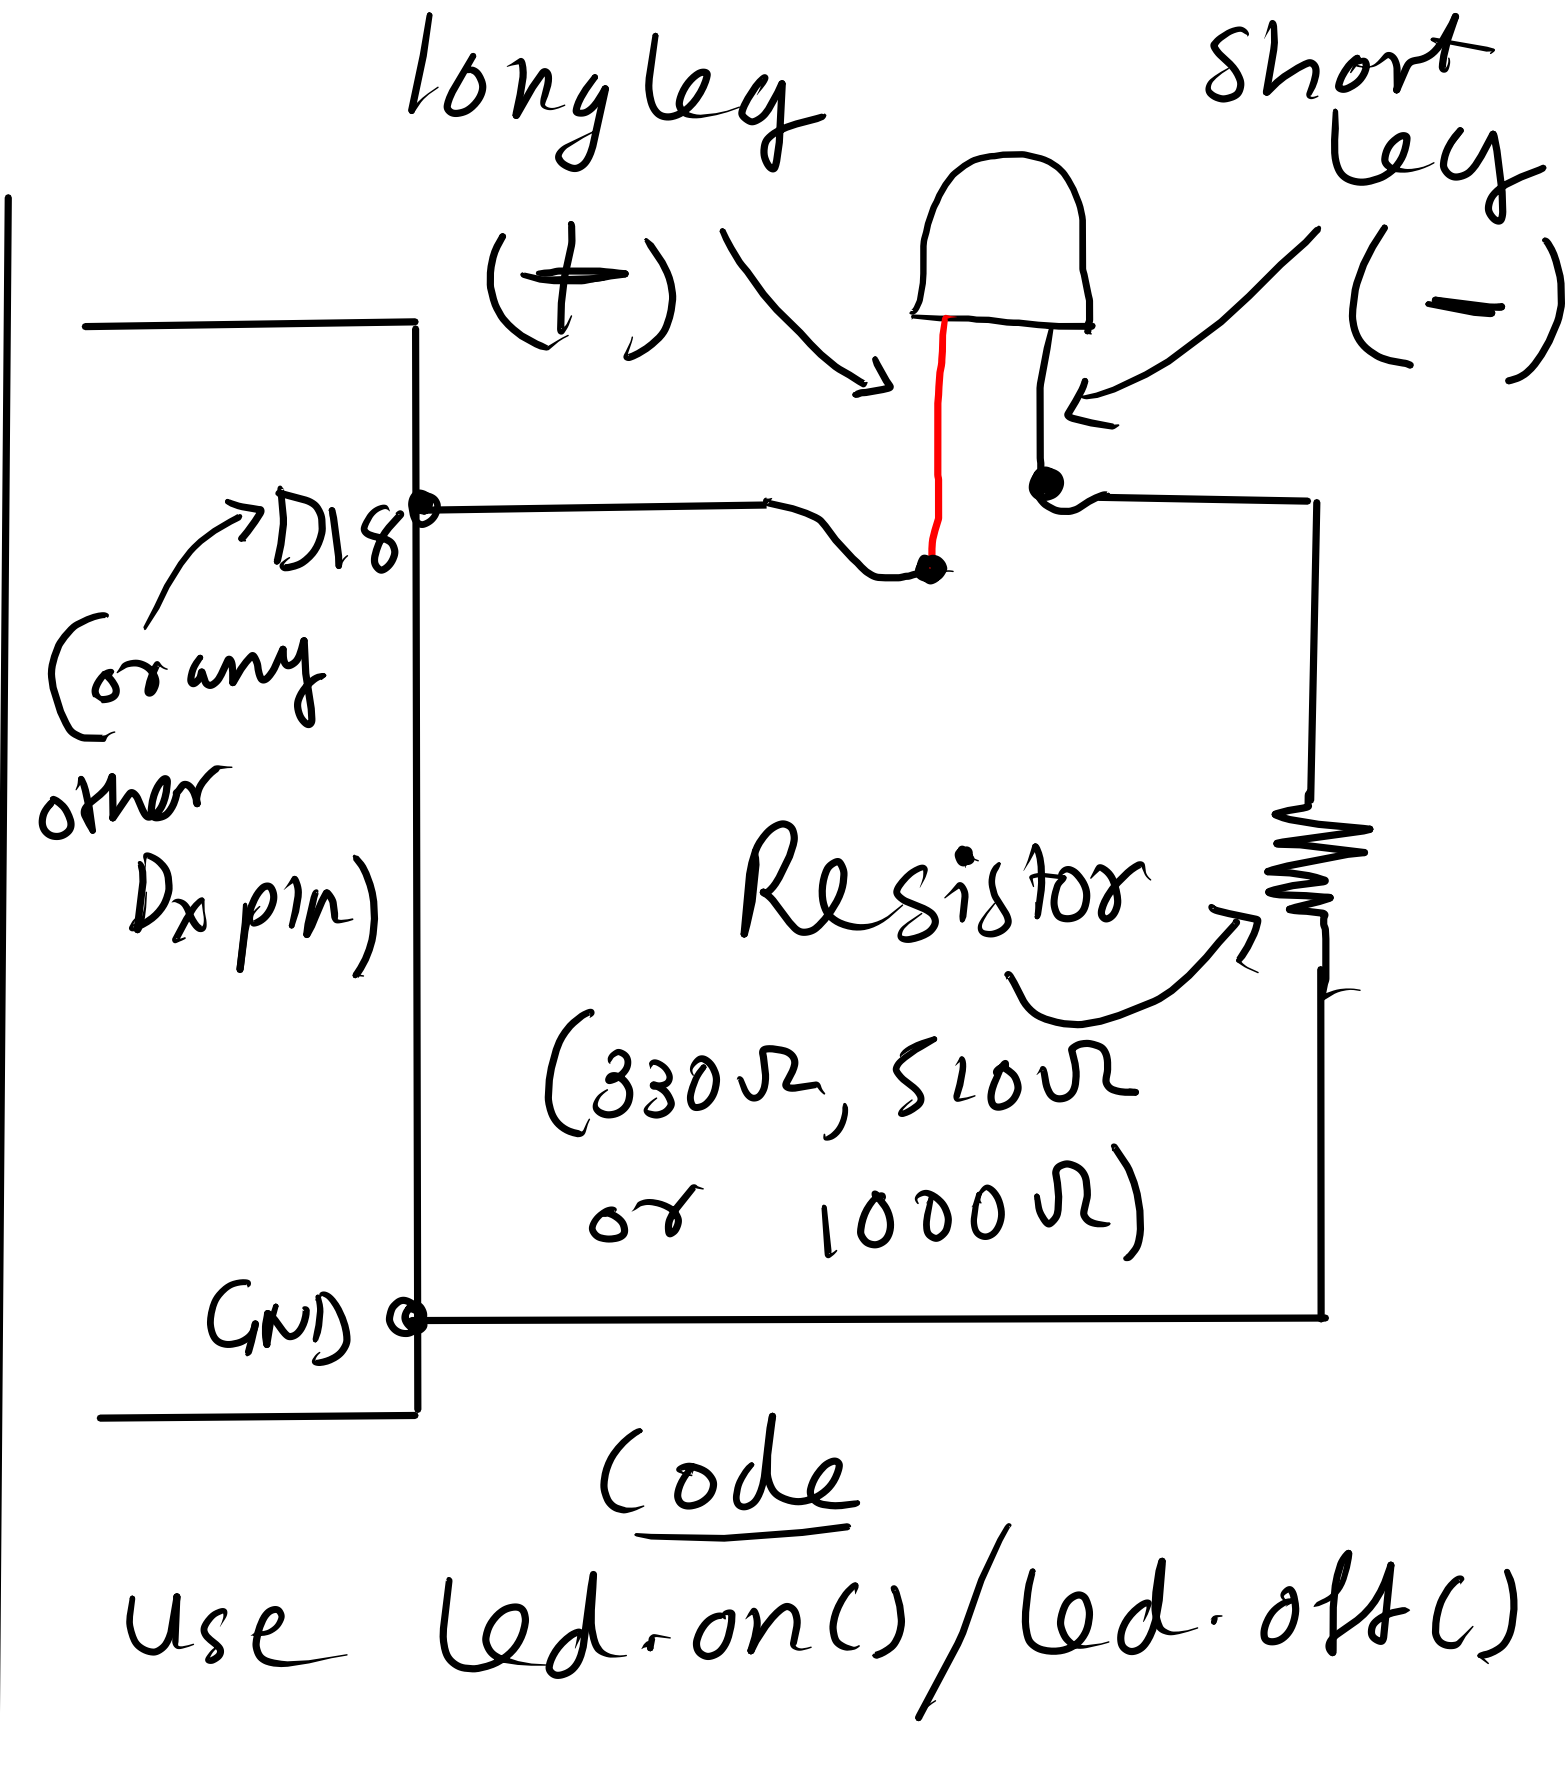 long leg
(+)
short
leg
(-)
D18
(or any
other
Dx pin)
Resistor
(330Ω, 510Ω
or 1000Ω)
GND
Code
use led.on()/led.off()